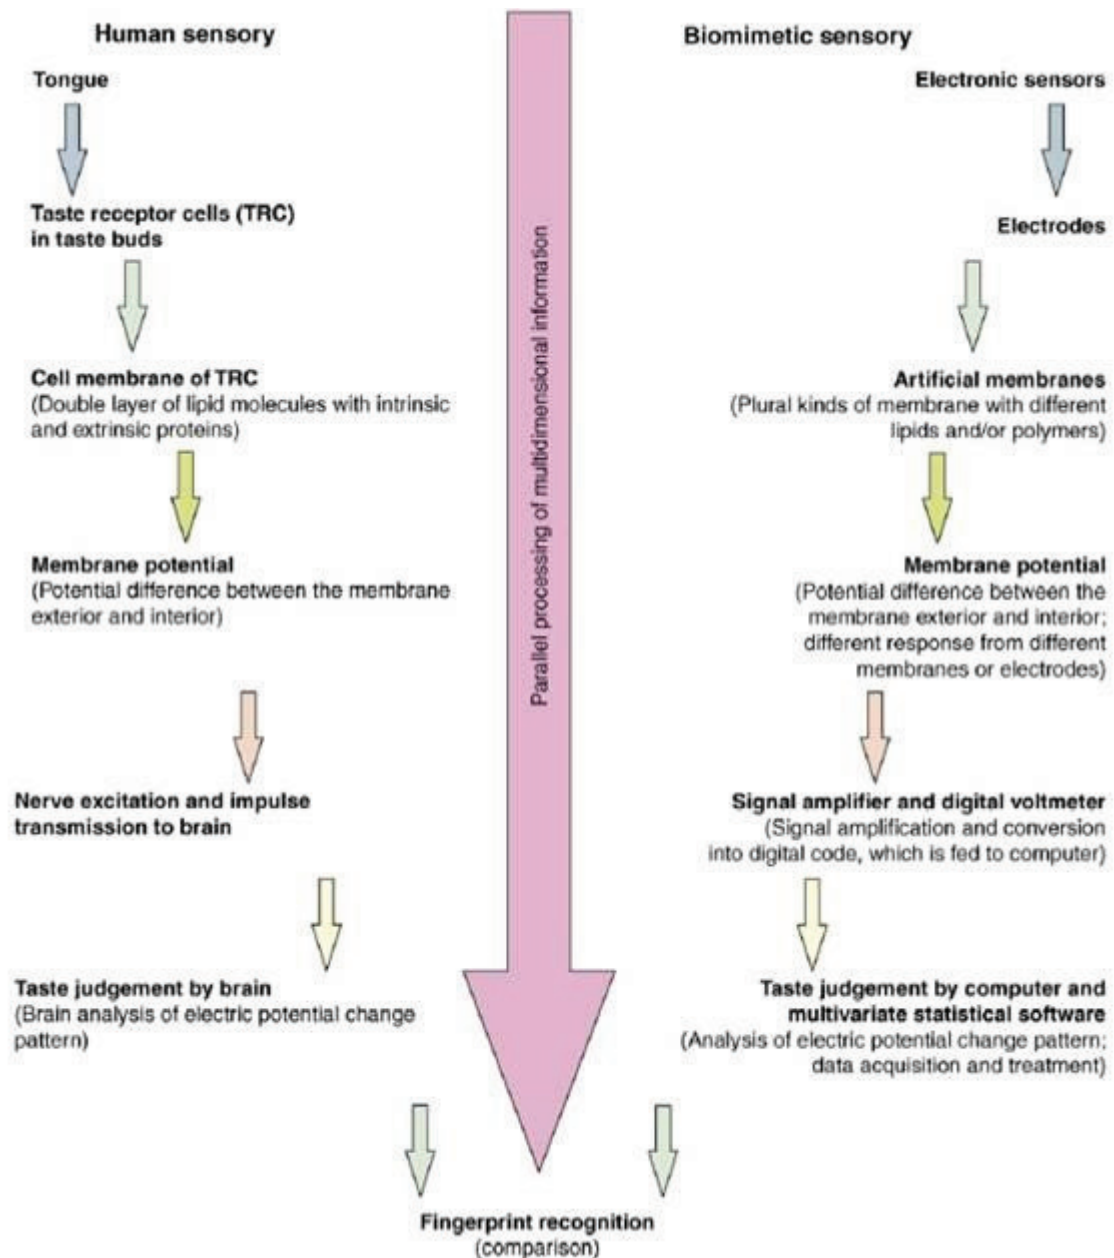 Human sensory
Biomimetic sensory
Tongue
Electronic sensors
Taste receptor cells (TRC)
in taste buds
Electrodes
Cell membrane of TRC
(Double layer of lipid molecules with intrinsic
and extrinsic proteins)
Artificial membranes
(Plural kinds of membrane with different
lipids and/or polymers)
Parallel processing of multidimensional information
Membrane potential
(Potential difference between the membrane
exterior and interior)
Membrane potential
(Potential difference between the
membrane exterior and interior;
different response from different
membranes or electrodes)
Nerve excitation and impulse
transmission to brain
Signal amplifier and digital voltmeter
(Signal amplification and conversion
into digital code, which is fed to computer)
Taste judgement by brain
(Brain analysis of electric potential change
pattern)
Taste judgement by computer and
multivariate statistical software
(Analysis of electric potential change pattern;
data acquisition and treatment)
Fingerprint recognition
(comparison)